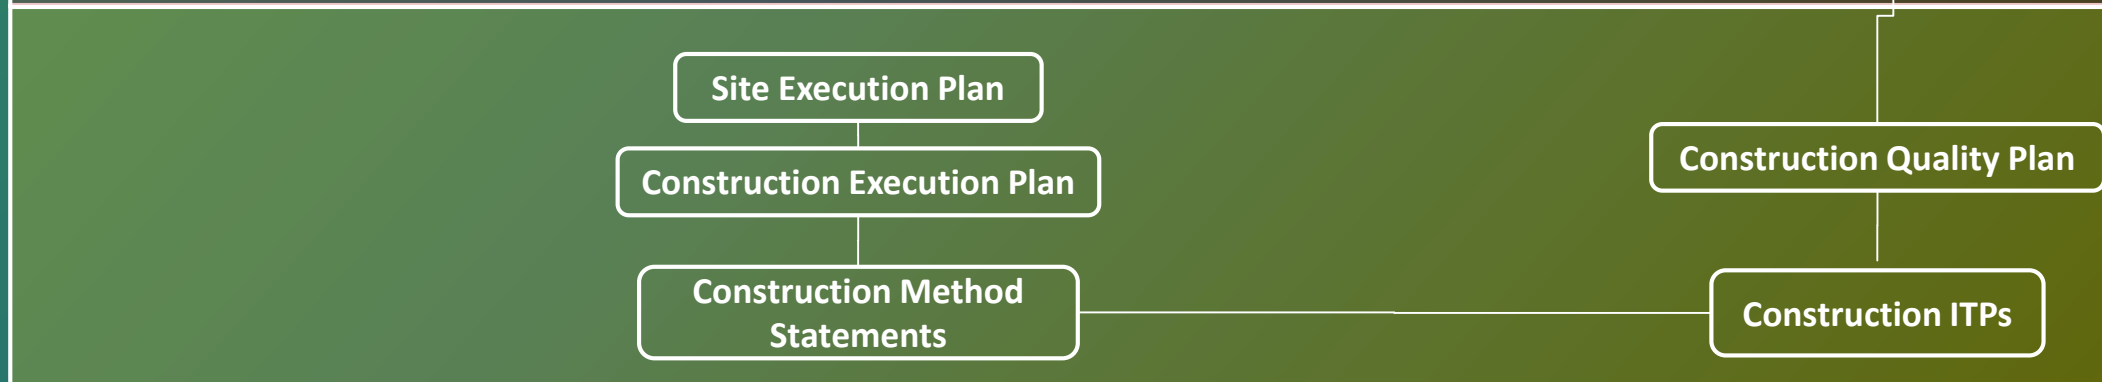 Site Execution Plan
Construction Execution Plan
Construction Quality Plan
Construction Method
Statements
Construction ITPs